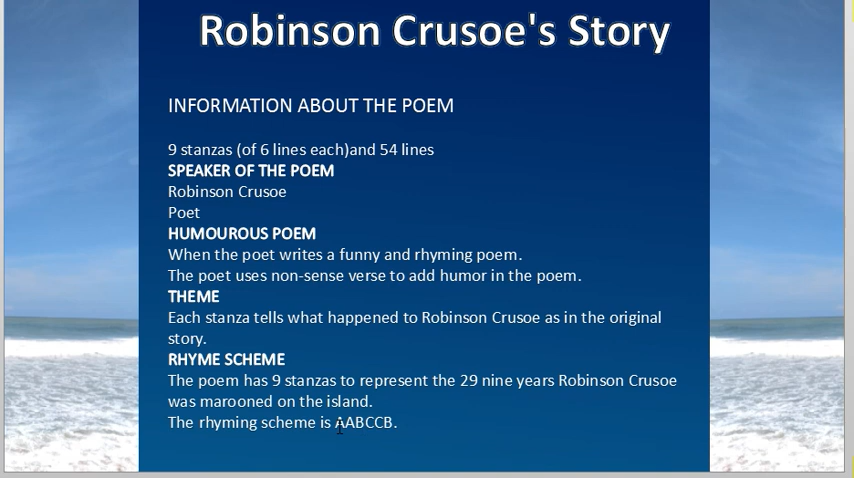 Robinson Crusoe's Story
INFORMATION ABOUT THE POEM
9 stanzas (of 6 lines each)and 54 lines
SPEAKER OF THE POEM
Robinson Crusoe
Poet
HUMOUROUS POEM
When the poet writes a funny and rhyming poem.
The poet uses non-sense verse to add humor in the poem.
THEME
Each stanza tells what happened to Robinson Crusoe as in the original
story.
RHYME SCHEME
The poem has 9 stanzas to represent the 29 nine years Robinson Crusoe
was marooned on the island.
The rhyming scheme is AABCCB.